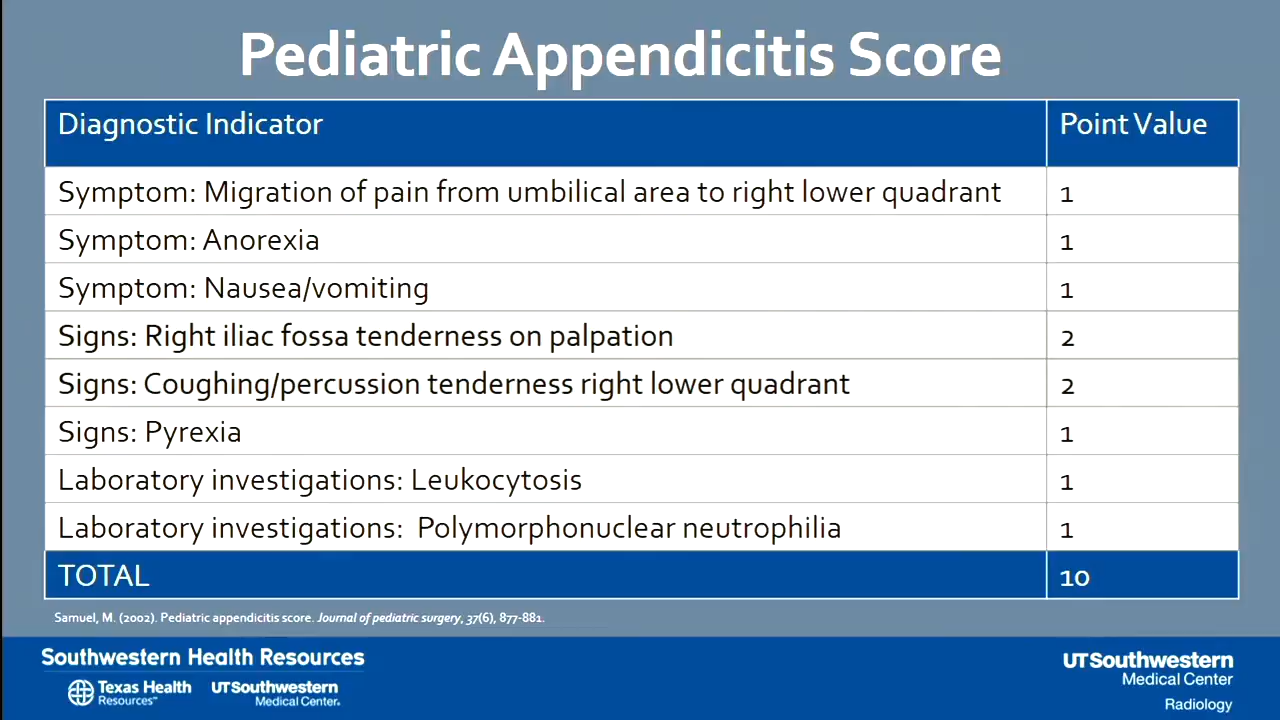 Pediatric Appendicitis Score
Diagnostic Indicator Point Value
Symptom: Migration of pain from umbilical area to right lower quadrant 1
Symptom: Anorexia 1
Symptom: Nausea/vomiting 1
Signs: Right iliac fossa tenderness on palpation 2
Signs: Coughing/percussion tenderness right lower quadrant 2
Signs: Pyrexia 1
Laboratory investigations: Leukocytosis 1
Laboratory investigations:  Polymorphonuclear neutrophilia 1
TOTAL 10
Samuel, M. (2002). Pediatric appendicitis score. Journal of pediatric surgery, 37(6), 877-881.
Southwestern Health Resources
Texas Health
Resources℠
UTSouthwestern
Medical Center.
UTSouthwestern
Medical Center
Radiology